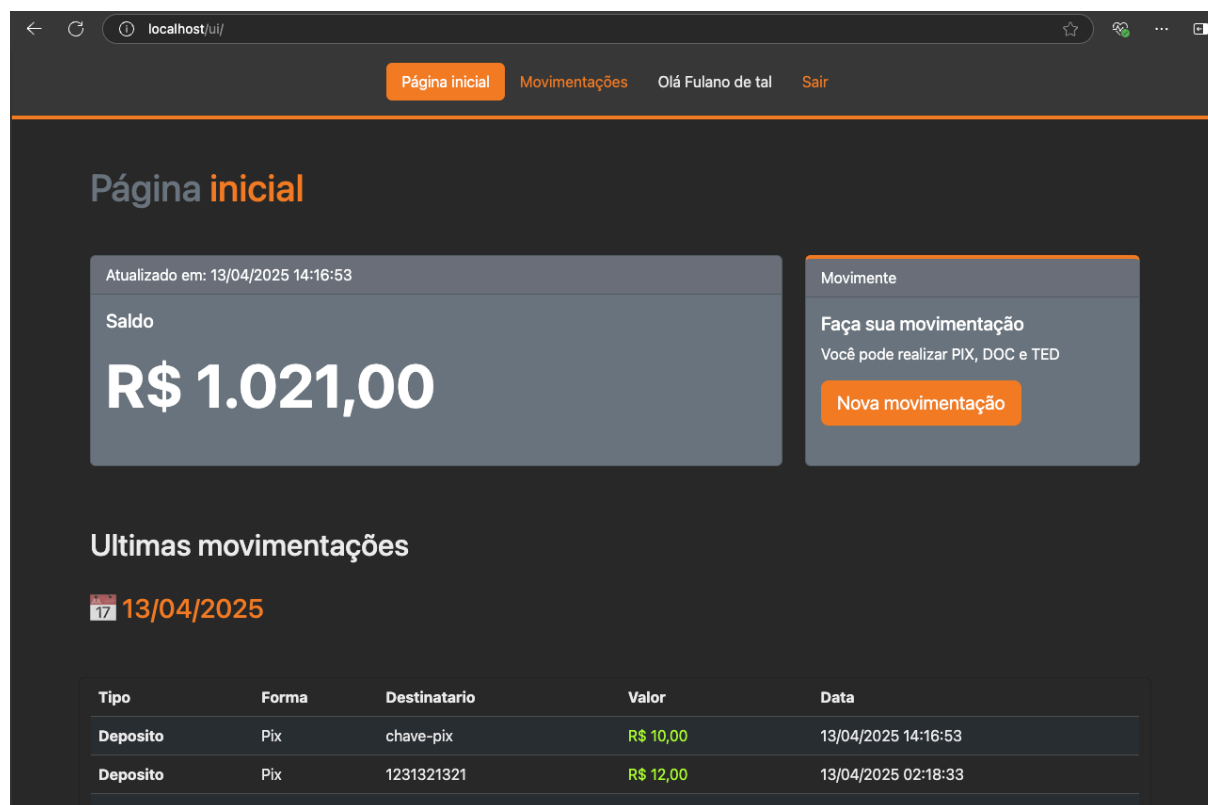 localhost/ui/
Página inicial Movimentações Olá Fulano de tal Sair
Página inicial
Atualizado em: 13/04/2025 14:16:53
Saldo
R$ 1.021,00
Movimente
Faça sua movimentação
Você pode realizar PIX, DOC e TED
Nova movimentação
Ultimas movimentações
17 13/04/2025
Tipo Forma Destinatario Valor Data
Deposito Pix chave-pix R$ 10,00 13/04/2025 14:16:53
Deposito Pix 1231321321 R$ 12,00 13/04/2025 02:18:33